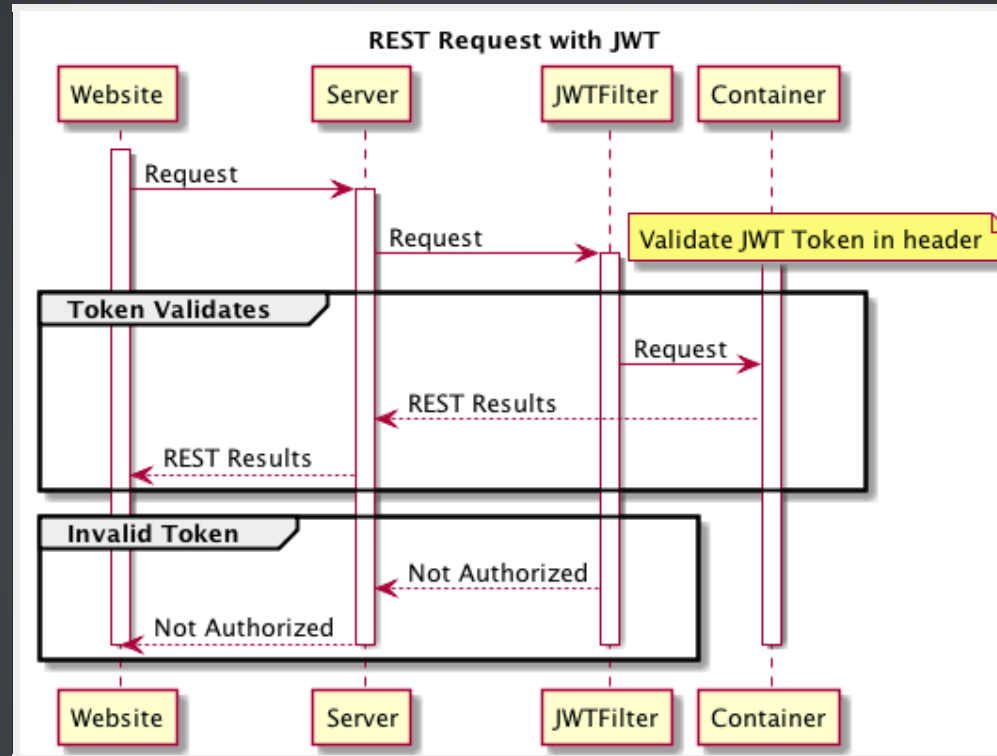 REST Request with JWT
Website Server JWTFilter Container
Request
Request
Validate JWT Token in header
Token Validates
Request
REST Results
REST Results
Invalid Token
Not Authorized
Not Authorized
Website Server JWTFilter Container